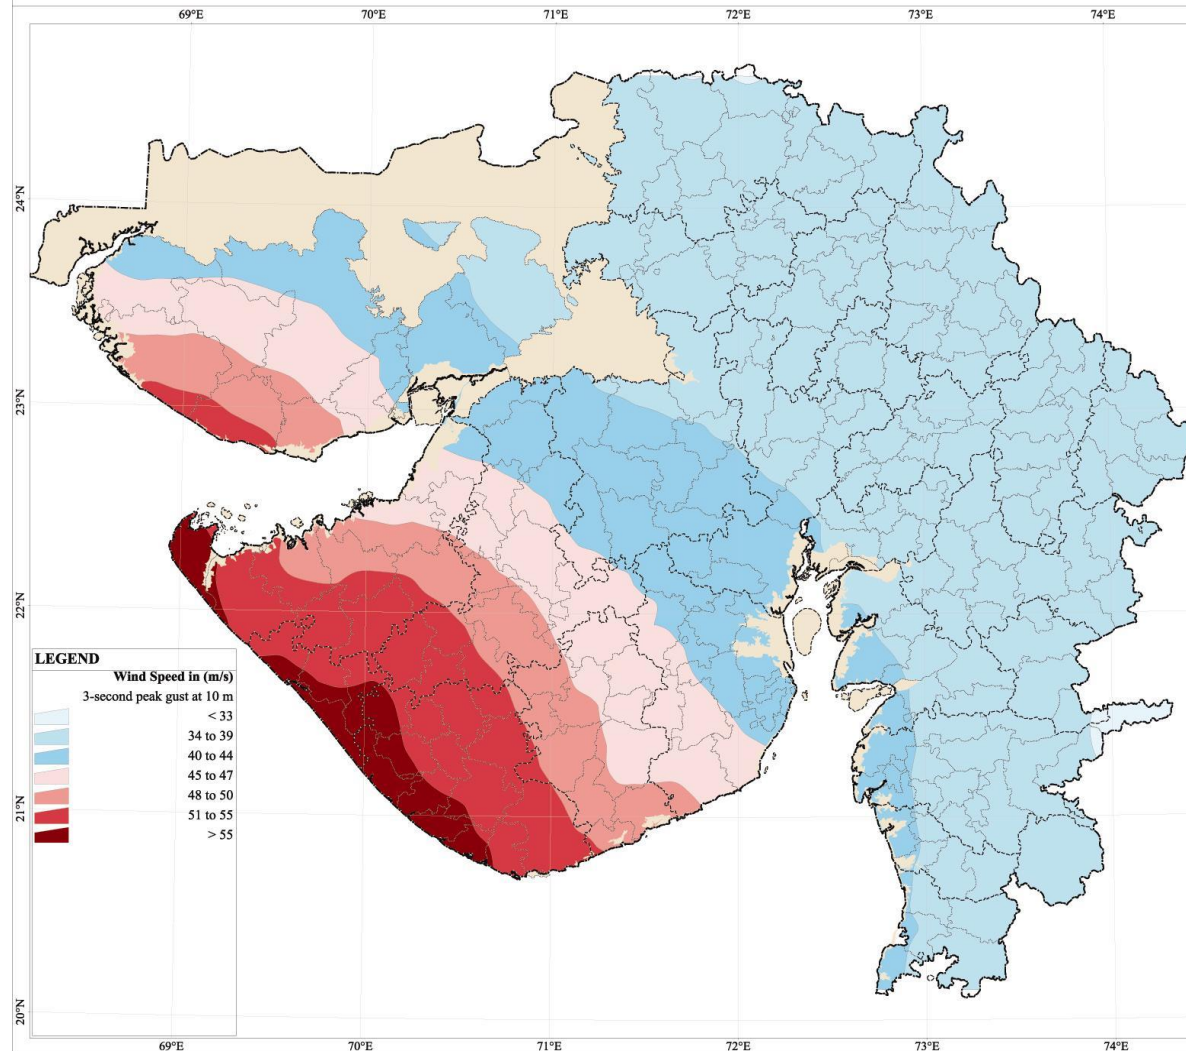 69°E 70°E 71°E 72°E 73°E 74°E
24°N
23°N
22°N
21°N
20°N
LEGEND
Wind Speed in (m/s)
3-second peak gust at 10 m
< 33
34 to 39
40 to 44
45 to 47
48 to 50
51 to 55
> 55
69°E 70°E 71°E 72°E 73°E 74°E